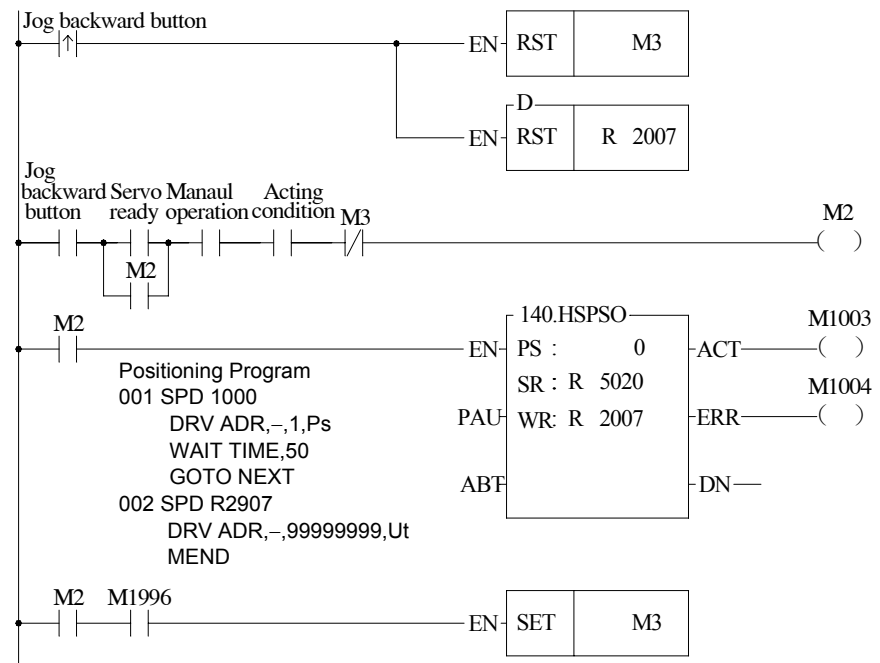 Jog backward button
EN RST M3
D
EN RST R 2007
Jog
backward Servo Manaul Acting
button ready operation condition M3 M2
M2
M2 140.HSPSO M1003
EN PS : 0 ACT
Positioning Program
SR : R 5020 M1004
001 SPD 1000
PAU WR: R 2007 ERR
DRV ADR,−,1,Ps
WAIT TIME,50
GOTO NEXT
ABT DN
002 SPD R2907
DRV ADR,−,99999999,Ut
MEND
M2 M1996
EN SET M3